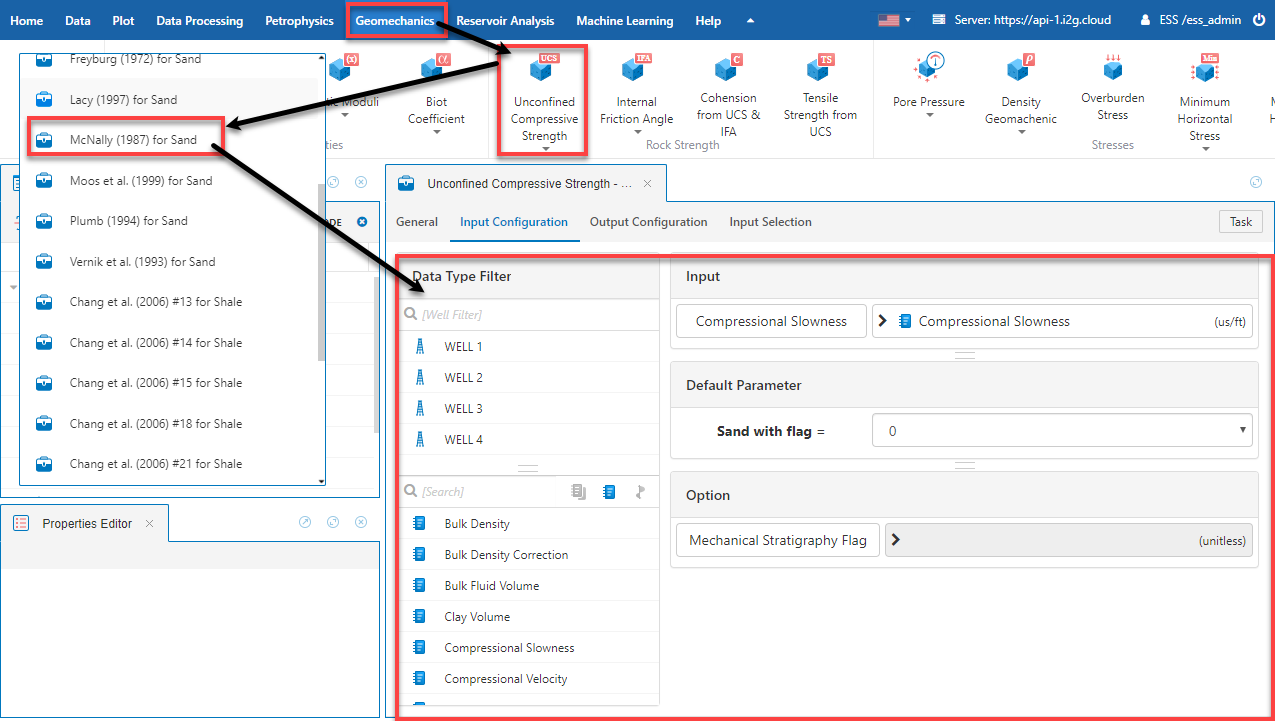 Home Data Plot Data Processing Petrophysics Geomechanics Reservoir Analysis Machine Learning Help Server: https://api-1.i2g.cloud ESS /ess_admin
Freyburg (1972) for Sand
Lacy (1997) for Sand
McNally (1987) for Sand
Moos et al. (1999) for Sand
Plumb (1994) for Sand
Vernik et al. (1993) for Sand
Chang et al. (2006) #13 for Shale
Chang et al. (2006) #14 for Shale
Chang et al. (2006) #15 for Shale
Chang et al. (2006) #18 for Shale
Chang et al. (2006) #21 for Shale
(x)
Moduli
α
Biot
Coefficient
UCS
Unconfined
Compressive
Strength
IFA
Internal
Friction Angle
C
Cohension
from UCS &
IFA
TS
Tensile
Strength from
UCS
Rock Strength
Pore Pressure
ρ
Density
Geomachenic
Overburden
Stress
Min
Minimum
Horizontal
Stress
Stresses
Unconfined Compressive Strength - ...
General Input Configuration Output Configuration Input Selection Task
Data Type Filter
[Well Filter]
WELL 1
WELL 2
WELL 3
WELL 4
[Search]
Bulk Density
Bulk Density Correction
Bulk Fluid Volume
Clay Volume
Compressional Slowness
Compressional Velocity
Input
Compressional Slowness Compressional Slowness (us/ft)
Default Parameter
Sand with flag = 0
Option
Mechanical Stratigraphy Flag (unitless)
Properties Editor